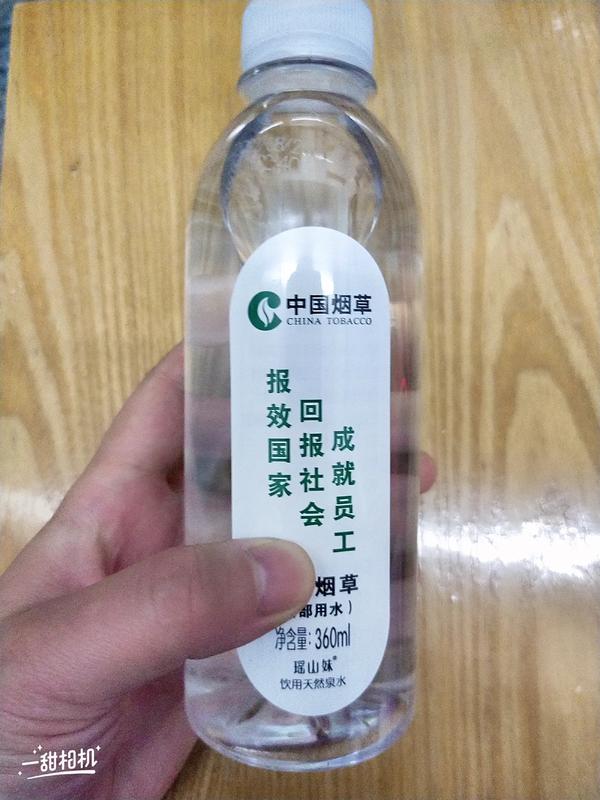 中国烟草
CHINA TOBACCO
报效国家
回报社会
成就员工
烟草
部用水）
净含量：360ml
瑶山妹®
饮用天然泉水
一甜相机